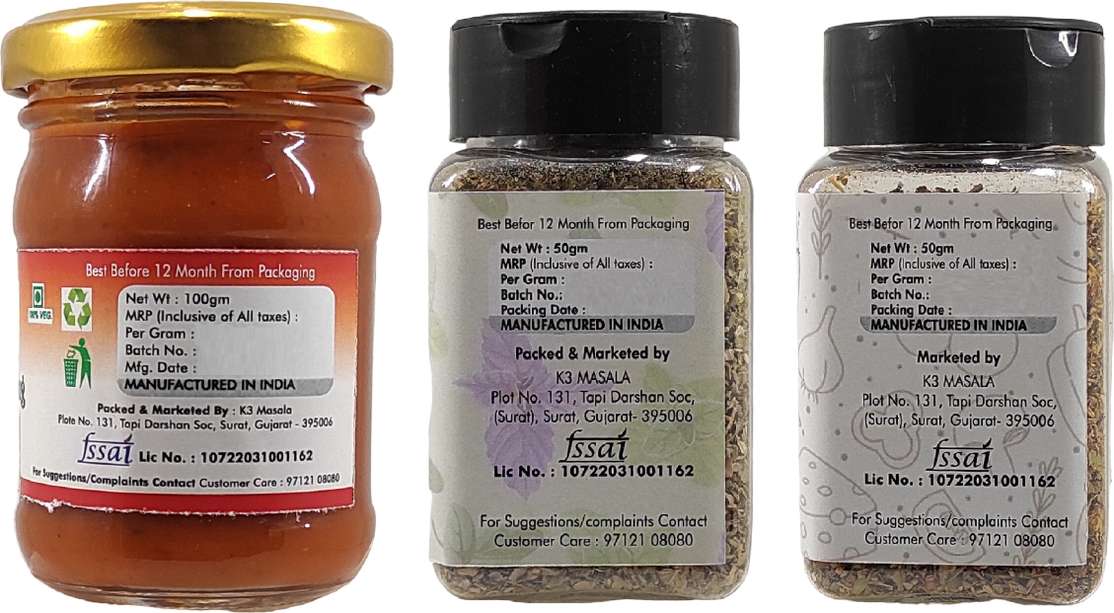 Best Before 12 Month From Packaging
Net Wt : 100gm
MRP (Inclusive of All taxes) :
Per Gram :
Batch No. :
Mfg. Date :
MANUFACTURED IN INDIA
100% VEG.
Packed & Marketed By : K3 Masala
Plote No. 131, Tapi Darshan Soc, Surat, Gujarat- 395006
fssai Lic No. : 10722031001162
For Suggestions/Complaints Contact Customer Care : 97121 08080
Best Befor 12 Month From Packaging
Net Wt : 50gm
MRP (Inclusive of All taxes) :
Per Gram :
Batch No.:
Packing Date :
MANUFACTURED IN INDIA
Packed & Marketed by
K3 MASALA
Plot No. 131, Tapi Darshan Soc,
(Surat), Surat, Gujarat- 395006
fssai
Lic No. : 10722031001162
For Suggestions/complaints Contact
Customer Care : 97121 08080
Best Befor 12 Month From Packaging
Net Wt : 50gm
MRP (Inclusive of All taxes) :
Per Gram :
Batch No.:
Packing Date :
MANUFACTURED IN INDIA
Marketed by
K3 MASALA
Plot No. 131, Tapi Darshan Soc,
(Surat), Surat, Gujarat- 395006
fssai
Lic No. : 10722031001162
For Suggestions/complaints Contact
Customer Care : 97121 08080